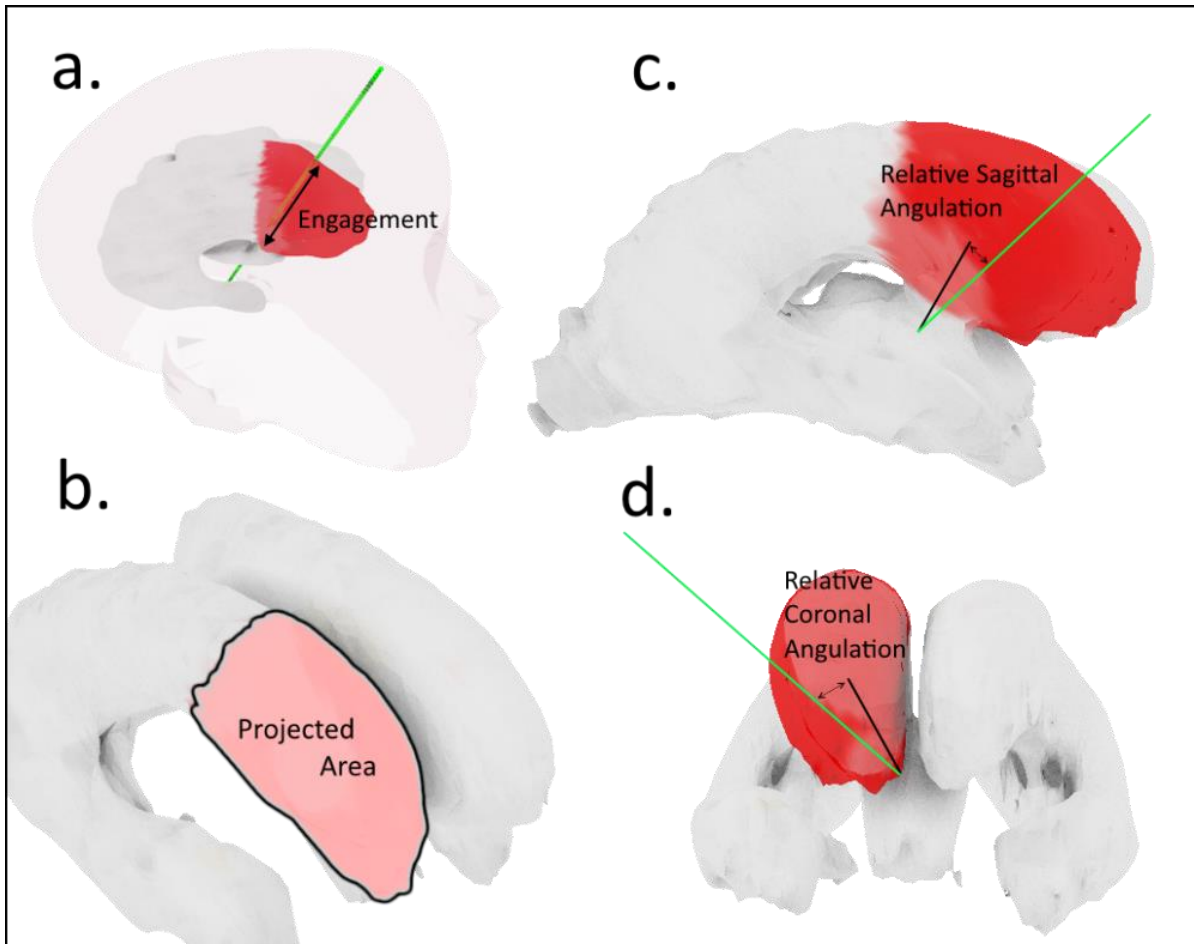 a.
Engagement
b.
Projected
Area
c.
Relative Sagittal
Angulation
d.
Relative
Coronal
Angulation